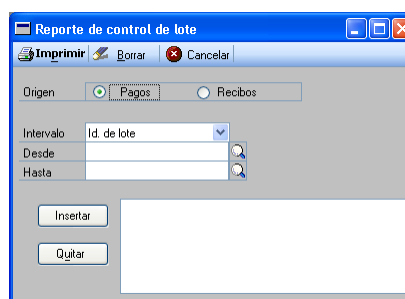 Reporte de control de lote
Imprimir Borrar Cancelar
Origen Pagos Recibos
Intervalo Id. de lote
Desde
Hasta
Insertar
Quitar